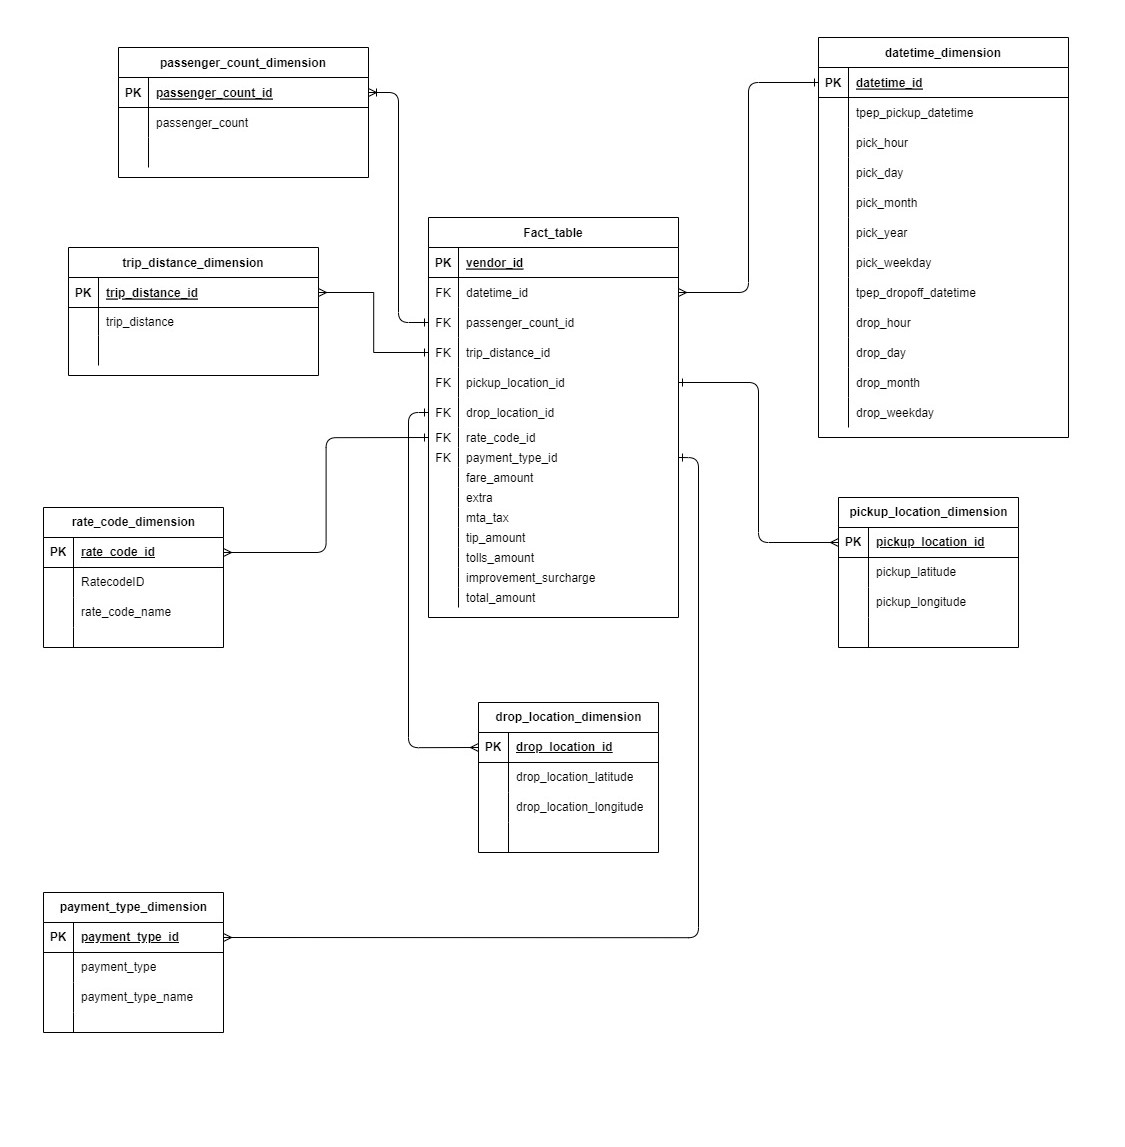 passenger_count_dimension
PK passenger_count_id
passenger_count
datetime_dimension
PK datetime_id
tpep_pickup_datetime
pick_hour
pick_day
pick_month
pick_year
pick_weekday
tpep_dropoff_datetime
drop_hour
drop_day
drop_month
drop_weekday
trip_distance_dimension
PK trip_distance_id
trip_distance
Fact_table
PK vendor_id
FK datetime_id
FK passenger_count_id
FK trip_distance_id
FK pickup_location_id
FK drop_location_id
FK rate_code_id
FK payment_type_id
fare_amount
extra
mta_tax
tip_amount
tolls_amount
improvement_surcharge
total_amount
rate_code_dimension
PK rate_code_id
RatecodeID
rate_code_name
pickup_location_dimension
PK pickup_location_id
pickup_latitude
pickup_longitude
drop_location_dimension
PK drop_location_id
drop_location_latitude
drop_location_longitude
payment_type_dimension
PK payment_type_id
payment_type
payment_type_name